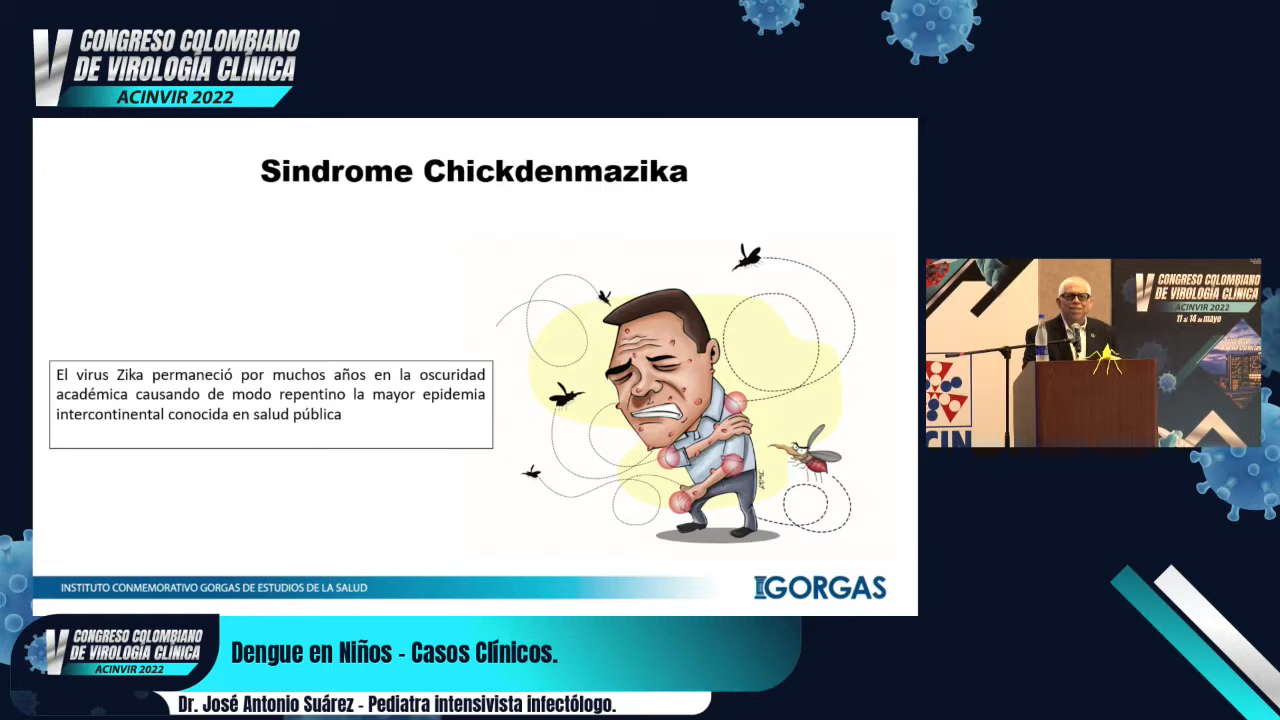 V CONGRESO COLOMBIANO
DE VIROLOGÍA CLÍNICA
ACINVIR 2022
Sindrome Chickdenmazika
El virus Zika permaneció por muchos años en la oscuridad
académica causando de modo repentino la mayor epidemia
intercontinental conocida en salud pública
INSTITUTO CONMEMORATIVO GORGAS DE ESTUDIOS DE LA SALUD
GORGAS
V CONGRESO COLOMBIANO
DE VIROLOGÍA CLÍNICA
ACINVIR 2022
11 al 14 de mayo
CIN
V CONGRESO COLOMBIANO
DE VIROLOGÍA CLÍNICA
ACINVIR 2022
Dengue en Niños - Casos Clínicos.
Dr. José Antonio Suárez - Pediatra intensivista infectólogo.